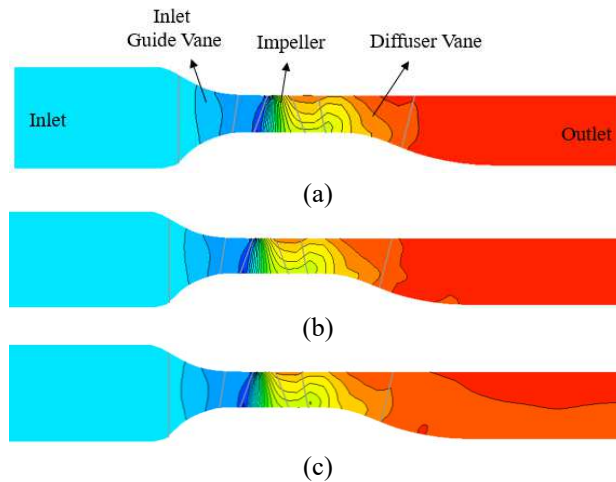 Inlet
Guide Vane
Impeller
Diffuser Vane
Inlet
Outlet
(a)
(b)
(c)